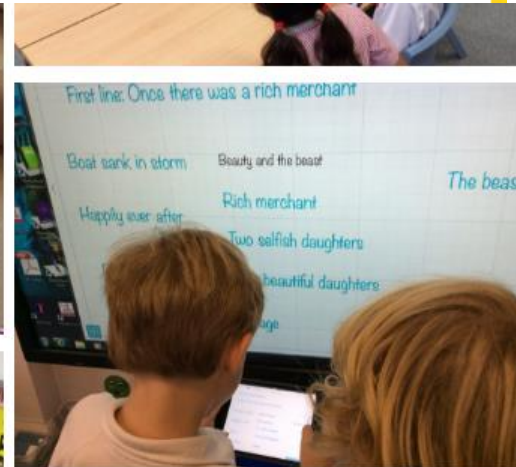 First line: Once there was a rich merchant
Boat sank in storm
Beauty and the beast
The beas
Rich merchant
Happily ever after
Two selfish daughters
beautiful daughters